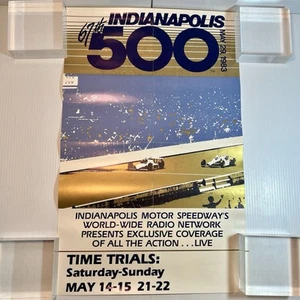 67th INDIANAPOLIS
500
MAY 29, 1983
INDIANAPOLIS MOTOR SPEEDWAY'S
WORLD-WIDE RADIO NETWORK
PRESENTS EXCLUSIVE COVERAGE
OF ALL THE ACTION . . . LIVE
TIME TRIALS:
Saturday-Sunday
MAY 14-15 21-22